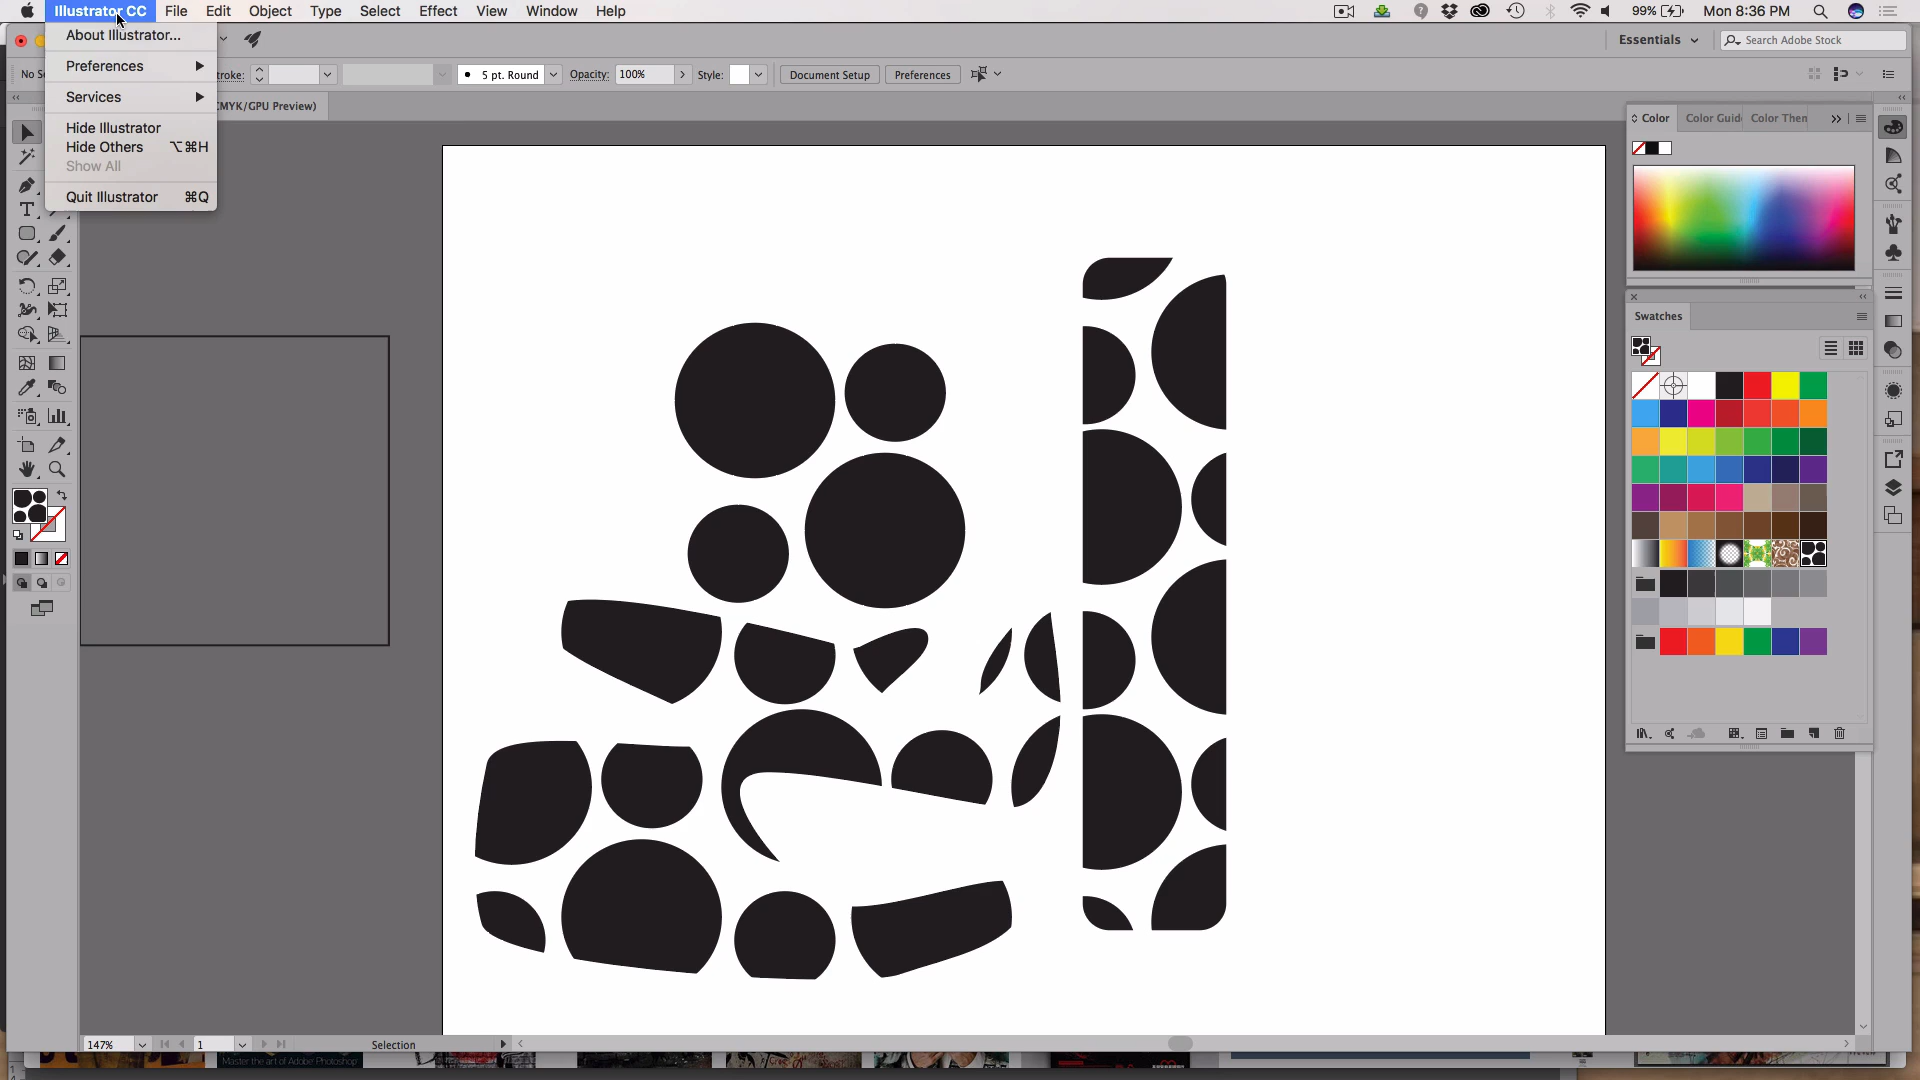 Illustrator CC File Edit Object Type Select Effect View Window Help 99% Mon 8:36 PM
About Illustrator...
Preferences
Services
Hide Illustrator
Hide Others ⌥⌘H
Show All
Quit Illustrator ⌘Q
Essentials Search Adobe Stock
No Se
roke: 5 pt. Round Opacity: 100% Style: Document Setup Preferences
CMYK/GPU Preview)
Color Color Guid Color Then
Swatches
147% 1 Selection
Master the art of Adobe Photoshop